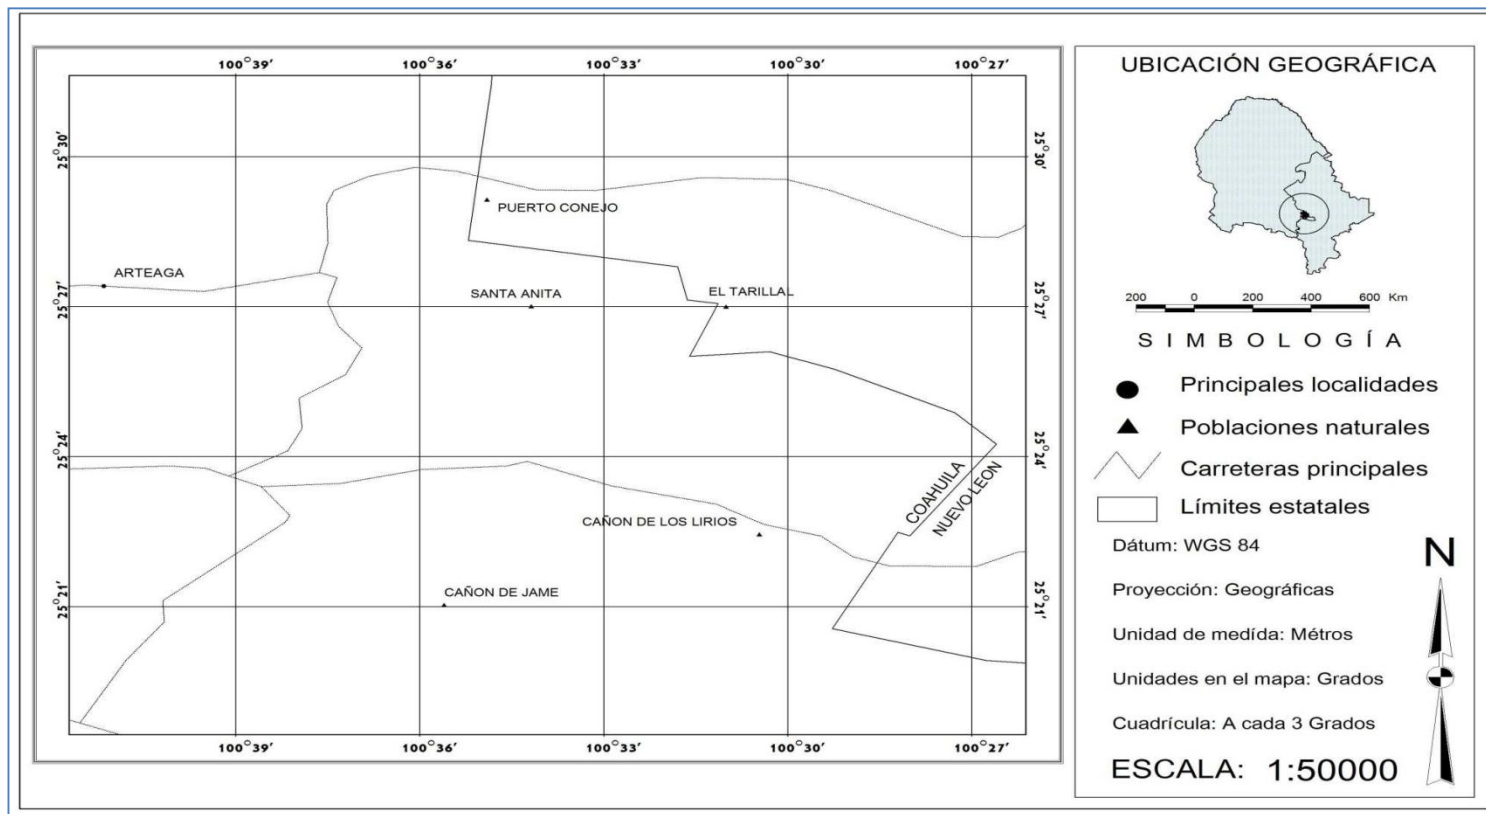 100°39' 100°36' 100°33' 100°30' 100°27'
25°30' 25°30'
PUERTO CONEJO
ARTEAGA
SANTA ANITA EL TARILLAL
25°27' 25°27'
25°24' 25°24'
COAHUILA
NUEVO LEON
CAÑON DE LOS LIRIOS
CAÑON DE JAME
25°21' 25°21'
100°39' 100°36' 100°33' 100°30' 100°27'
UBICACIÓN GEOGRÁFICA
200 0 200 400 600 Km
SIMBOLOGÍA
Principales localidades
Poblaciones naturales
Carreteras principales
Límites estatales
Dátum: WGS 84
Proyección: Geográficas
Unidad de medída: Métros
Unidades en el mapa: Grados
Cuadrícula: A cada 3 Grados
ESCALA: 1:50000
N